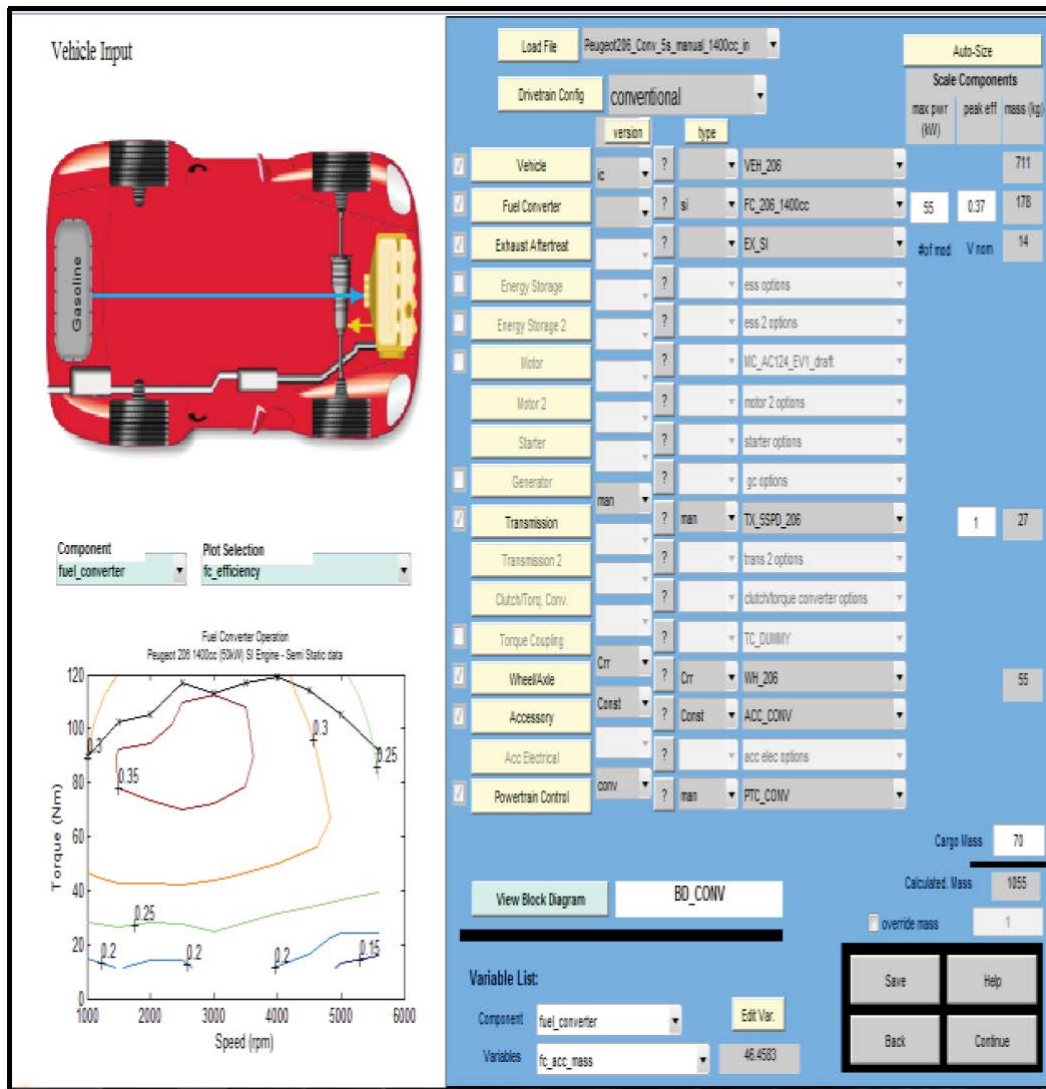 Vehicle Input
Gasoline
Component Plot Selection
fuel_converter fc_efficiency
Fuel Converter Operation
Peugeot 206 1400cc (50kW) SI Engine - Semi Static data
120
100
80
60
40
20
0
Torque (Nm)
0.3
0.35
0.3
0.25
0.25
0.2
0.2
0.2
0.15
1000 2000 3000 4000 5000 6000
Speed (rpm)
Load File Peugeot206_Conv_5s_manual_1400cc_in
Auto-Size
Drivetrain Config conventional
Scale Components
version type
max pwr (kW) peak eff mass (kg)
Vehicle ic ? VEH_206 711
Fuel Converter ? si FC_206_1400cc 55 0.37 178
Exhaust Aftertreat ? EX_SI #of mod V nom 14
Energy Storage ? ess options
Energy Storage 2 ? ess 2 options
Motor ? MC_AC124_EV1_draft
Motor 2 ? motor 2 options
Starter ? starter options
Generator ? gc options
man
Transmission ? man TX_5SPD_206 1 27
Transmission 2 ? trans 2 options
Clutch/Torq. Conv. ? clutch/torque converter options
Torque Coupling ? TC_DUMMY
Crr
Wheel/Axle ? Crr WH_206 55
Const
Accessory ? Const ACC_CONV
Acc Electrical ? acc elec options
conv
Powertrain Control ? man PTC_CONV
Cargo Mass 70
Calculated. Mass 1055
View Block Diagram BD_CONV
override mass 1
Variable List:
Component fuel_converter Edit Var.
Variables fc_acc_mass 46.4583
Save Help
Back Continue